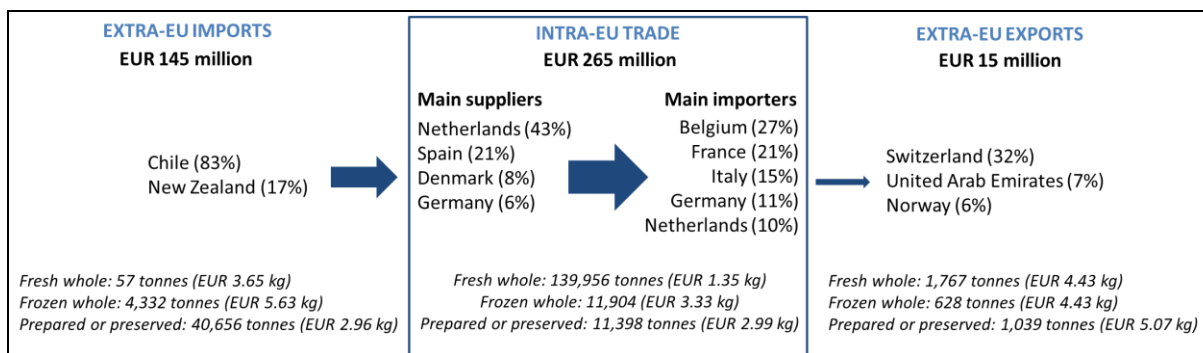 EXTRA-EU IMPORTS
EUR 145 million
Chile (83%)
New Zealand (17%)
Fresh whole: 57 tonnes (EUR 3.65 kg)
Frozen whole: 4,332 tonnes (EUR 5.63 kg)
Prepared or preserved: 40,656 tonnes (EUR 2.96 kg)
INTRA-EU TRADE
EUR 265 million
Main suppliers
Netherlands (43%)
Spain (21%)
Denmark (8%)
Germany (6%)
Main importers
Belgium (27%)
France (21%)
Italy (15%)
Germany (11%)
Netherlands (10%)
Fresh whole: 139,956 tonnes (EUR 1.35 kg)
Frozen whole: 11,904 (EUR 3.33 kg)
Prepared or preserved: 11,398 tonnes (EUR 2.99 kg)
EXTRA-EU EXPORTS
EUR 15 million
Switzerland (32%)
United Arab Emirates (7%)
Norway (6%)
Fresh whole: 1,767 tonnes (EUR 4.43 kg)
Frozen whole: 628 tonnes (EUR 4.43 kg)
Prepared or preserved: 1,039 tonnes (EUR 5.07 kg)